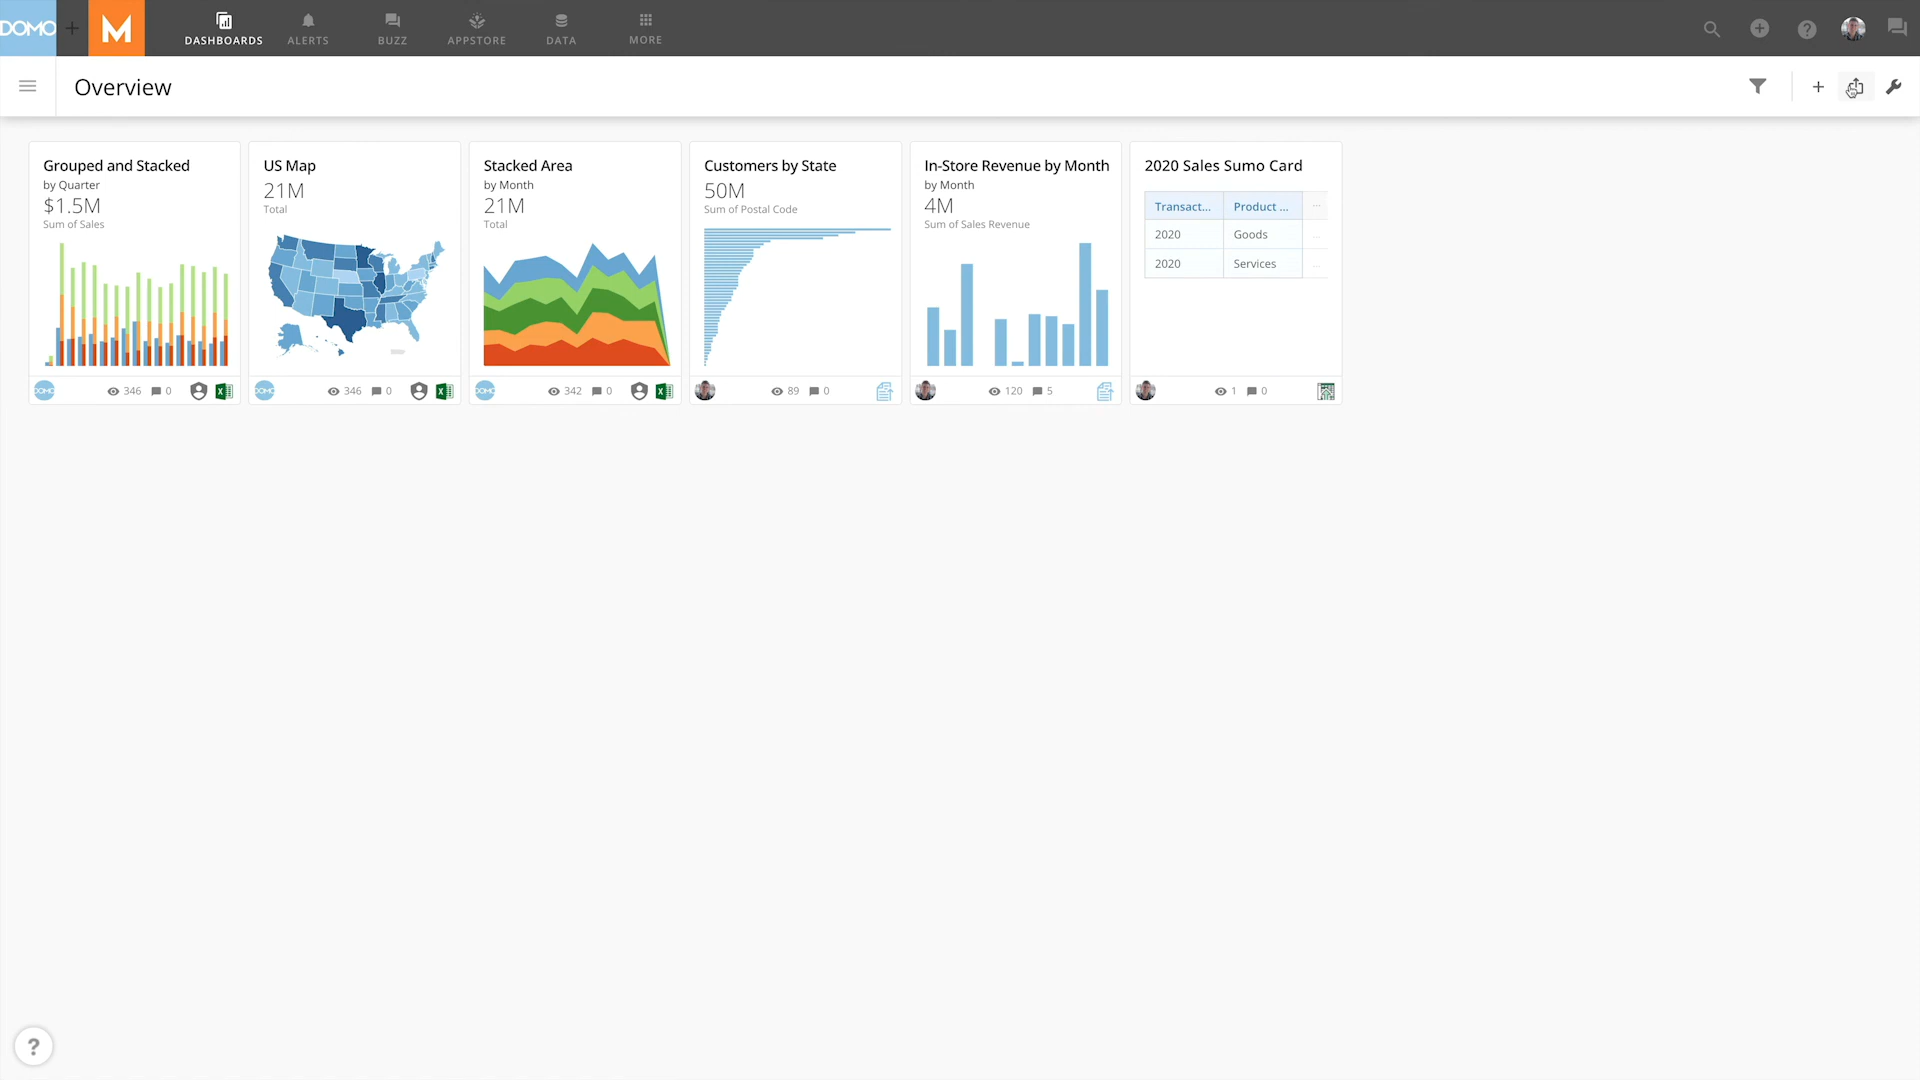 DOMO
M
DASHBOARDS
ALERTS
BUZZ
APPSTORE
DATA
MORE
Overview
Grouped and Stacked
by Quarter
$1.5M
Sum of Sales
346 0
US Map
21M
Total
DOMO
346 0
Stacked Area
by Month
21M
Total
DOMO
342 0
Customers by State
50M
Sum of Postal Code
89 0
In-Store Revenue by Month
by Month
4M
Sum of Sales Revenue
120 5
2020 Sales Sumo Card
Transact... Product ... ...
2020 Goods ...
2020 Services ...
1 0
?